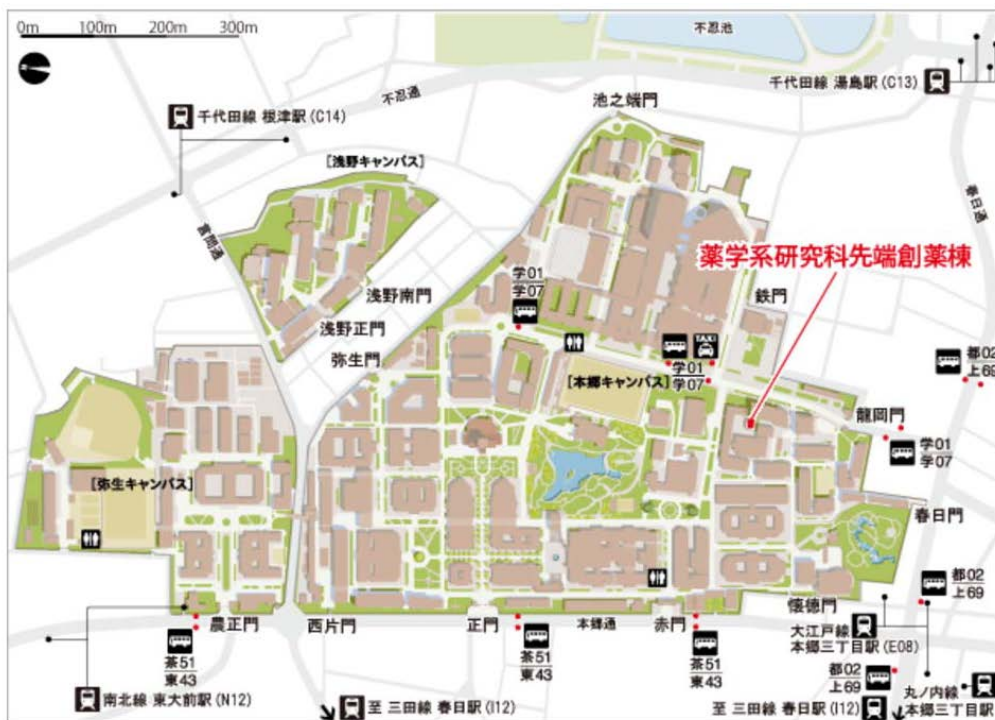 0m 100m 200m 300m
不忍池
千代田線 湯島駅 (C13)
不忍通
池之端門
千代田線 根津駅 (C14)
[浅野キャンパス]
春日通
言問通
薬学系研究科先端創薬棟
学01
学07
浅野南門
鉄門
浅野正門
TAXI
弥生門
学01
学07
[本郷キャンパス]
都02
上69
龍岡門
学01
学07
[弥生キャンパス]
春日門
都02
上69
懐徳門
農正門
西片門
正門
本郷通
赤門
大江戸線
本郷三丁目駅 (E08)
茶51
東43
茶51
東43
茶51
東43
都02
上69
南北線 東大前駅 (N12)
至 三田線 春日駅 (I12)
至 三田線 春日駅 (I12)
丸ノ内線
本郷三丁目駅